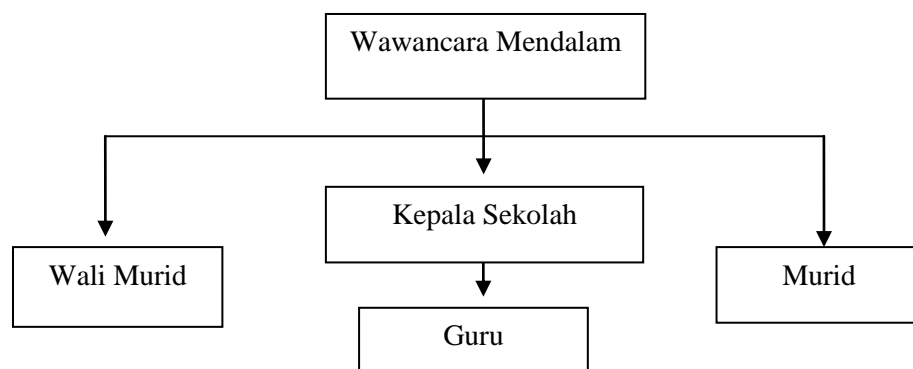 Wawancara Mendalam
Kepala Sekolah
Wali Murid
Murid
Guru